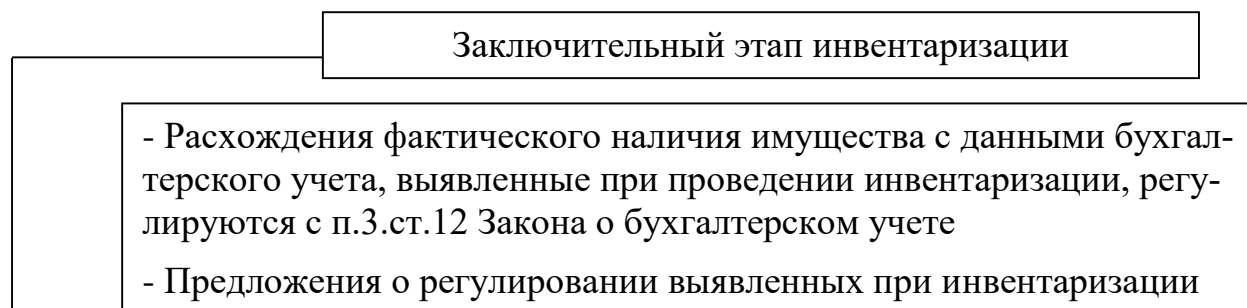 Заключительный этап инвентаризации
- Расхождения фактического наличия имущества с данными бухгал-
терского учета, выявленные при проведении инвентаризации, регу-
лируются с п.3.ст.12 Закона о бухгалтерском учете
- Предложения о регулировании выявленных при инвентаризации